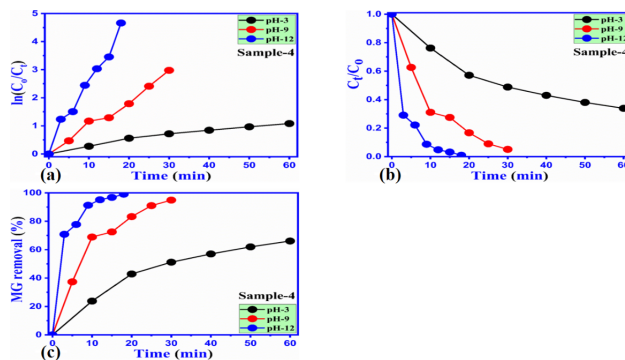 5
4
3
2
1
0
ln(C₀/Cₜ)
pH-3
pH-9
pH-12
Sample-4
(a)
0 10 20 30 40 50 60
Time (min)
1.0
0.8
0.6
0.4
0.2
0.0
Cₜ/C₀
pH-3
pH-9
pH-12
Sample-4
(b)
0 10 20 30 40 50 60
Time (min)
100
80
60
40
20
0
MG removal (%)
Sample-4
pH-3
pH-9
pH-12
(c)
0 10 20 30 40 50 60
Time (min)